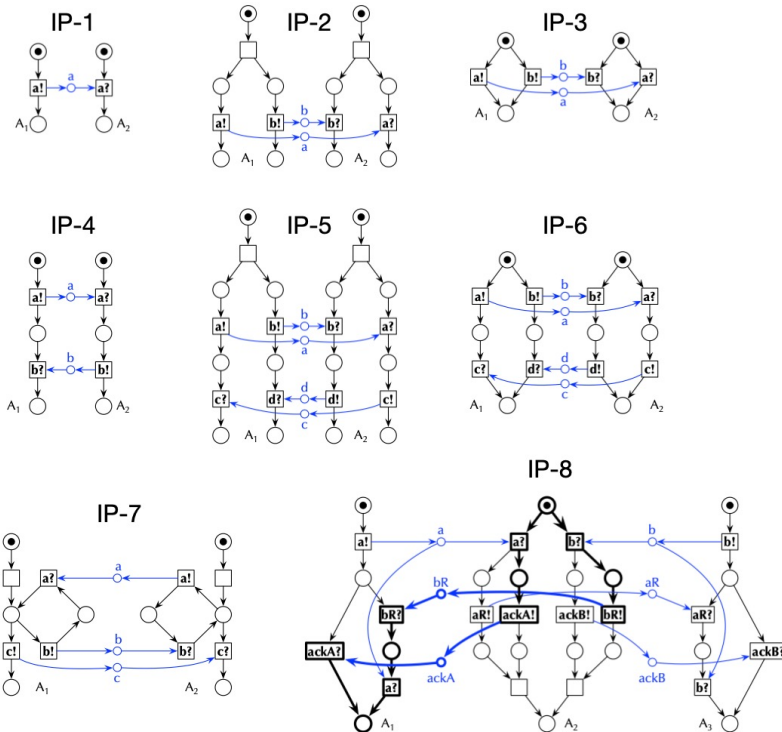 IP-1
a
a! a?
A1 A2
IP-2
b
a! b! b? a?
a
A1 A2
IP-3
b
a! b! b? a?
a
A1 A2
IP-4
a
a! a?
b
b? b!
A1 A2
IP-5
b
a! b! b? a?
a
d
c? d? d! c!
c
A1 A2
IP-6
b
a! b! b? a?
a
d
c? d? d! c!
c
A1 A2
IP-7
a
a? a!
b
b! b?
c! c?
c
A1 A2
IP-8
a b
a! a? b? b!
bR aR
bR? aR! ackA! ackB! bR! aR?
ackA? ackB?
ackA ackB
a? b?
A1 A2 A3